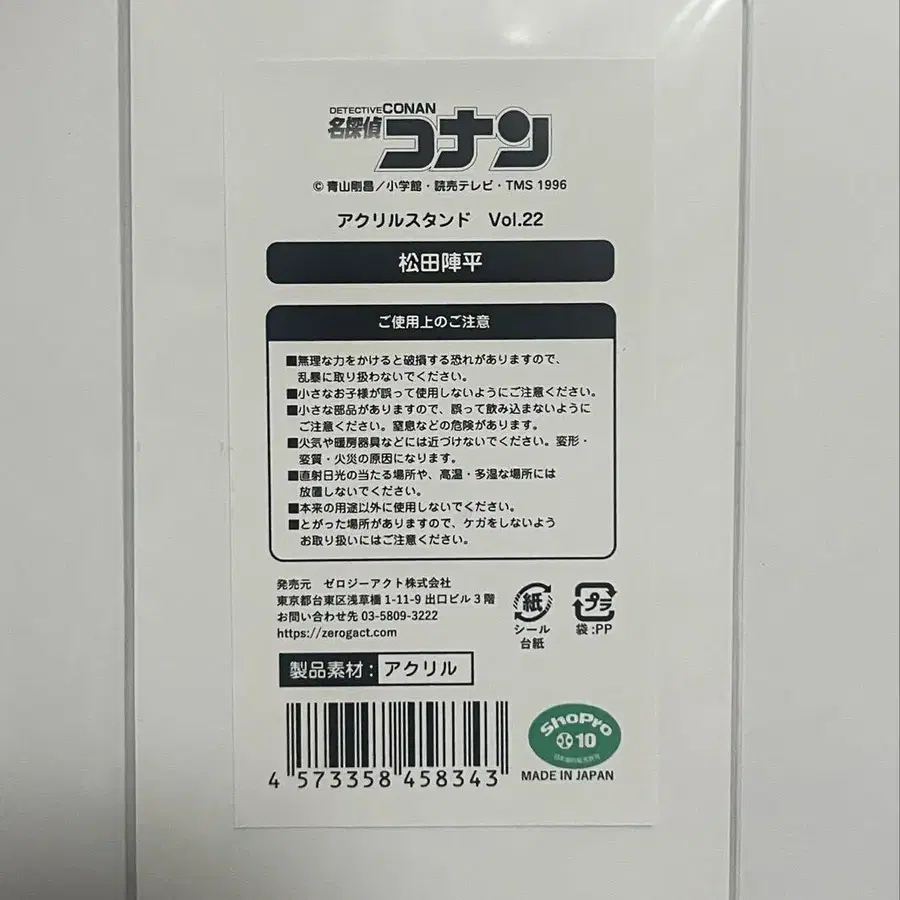 DETECTIVE CONAN
名探偵コナン
© 青山剛昌／小学館・読売テレビ・TMS 1996
アクリルスタンド Vol.22
松田陣平
ご使用上のご注意
■無理な力をかけると破損する恐れがありますので、
乱暴に取り扱わないでください。
■小さなお子様が誤って使用しないようにご注意ください。
■小さな部品がありますので、誤って飲み込まないように
ご注意ください。窒息などの危険があります。
■火気や暖房器具などには近づけないでください。変形・
変質・火災の原因になります。
■直射日光の当たる場所や、高温・多湿な場所には
放置しないでください。
■本来の用途以外に使用しないでください。
■とがった場所がありますので、ケガをしないよう
お取り扱いにはご注意ください。
発売元 ゼロジーアクト株式会社
東京都台東区浅草橋 1-11-9 出口ビル 3 階
お問い合わせ先 03-5809-3222
https://zerogact.com
紙
シール
台紙
プラ
袋:PP
製品素材：アクリル
4 573358 458343
ShoPro
10
MADE IN JAPAN